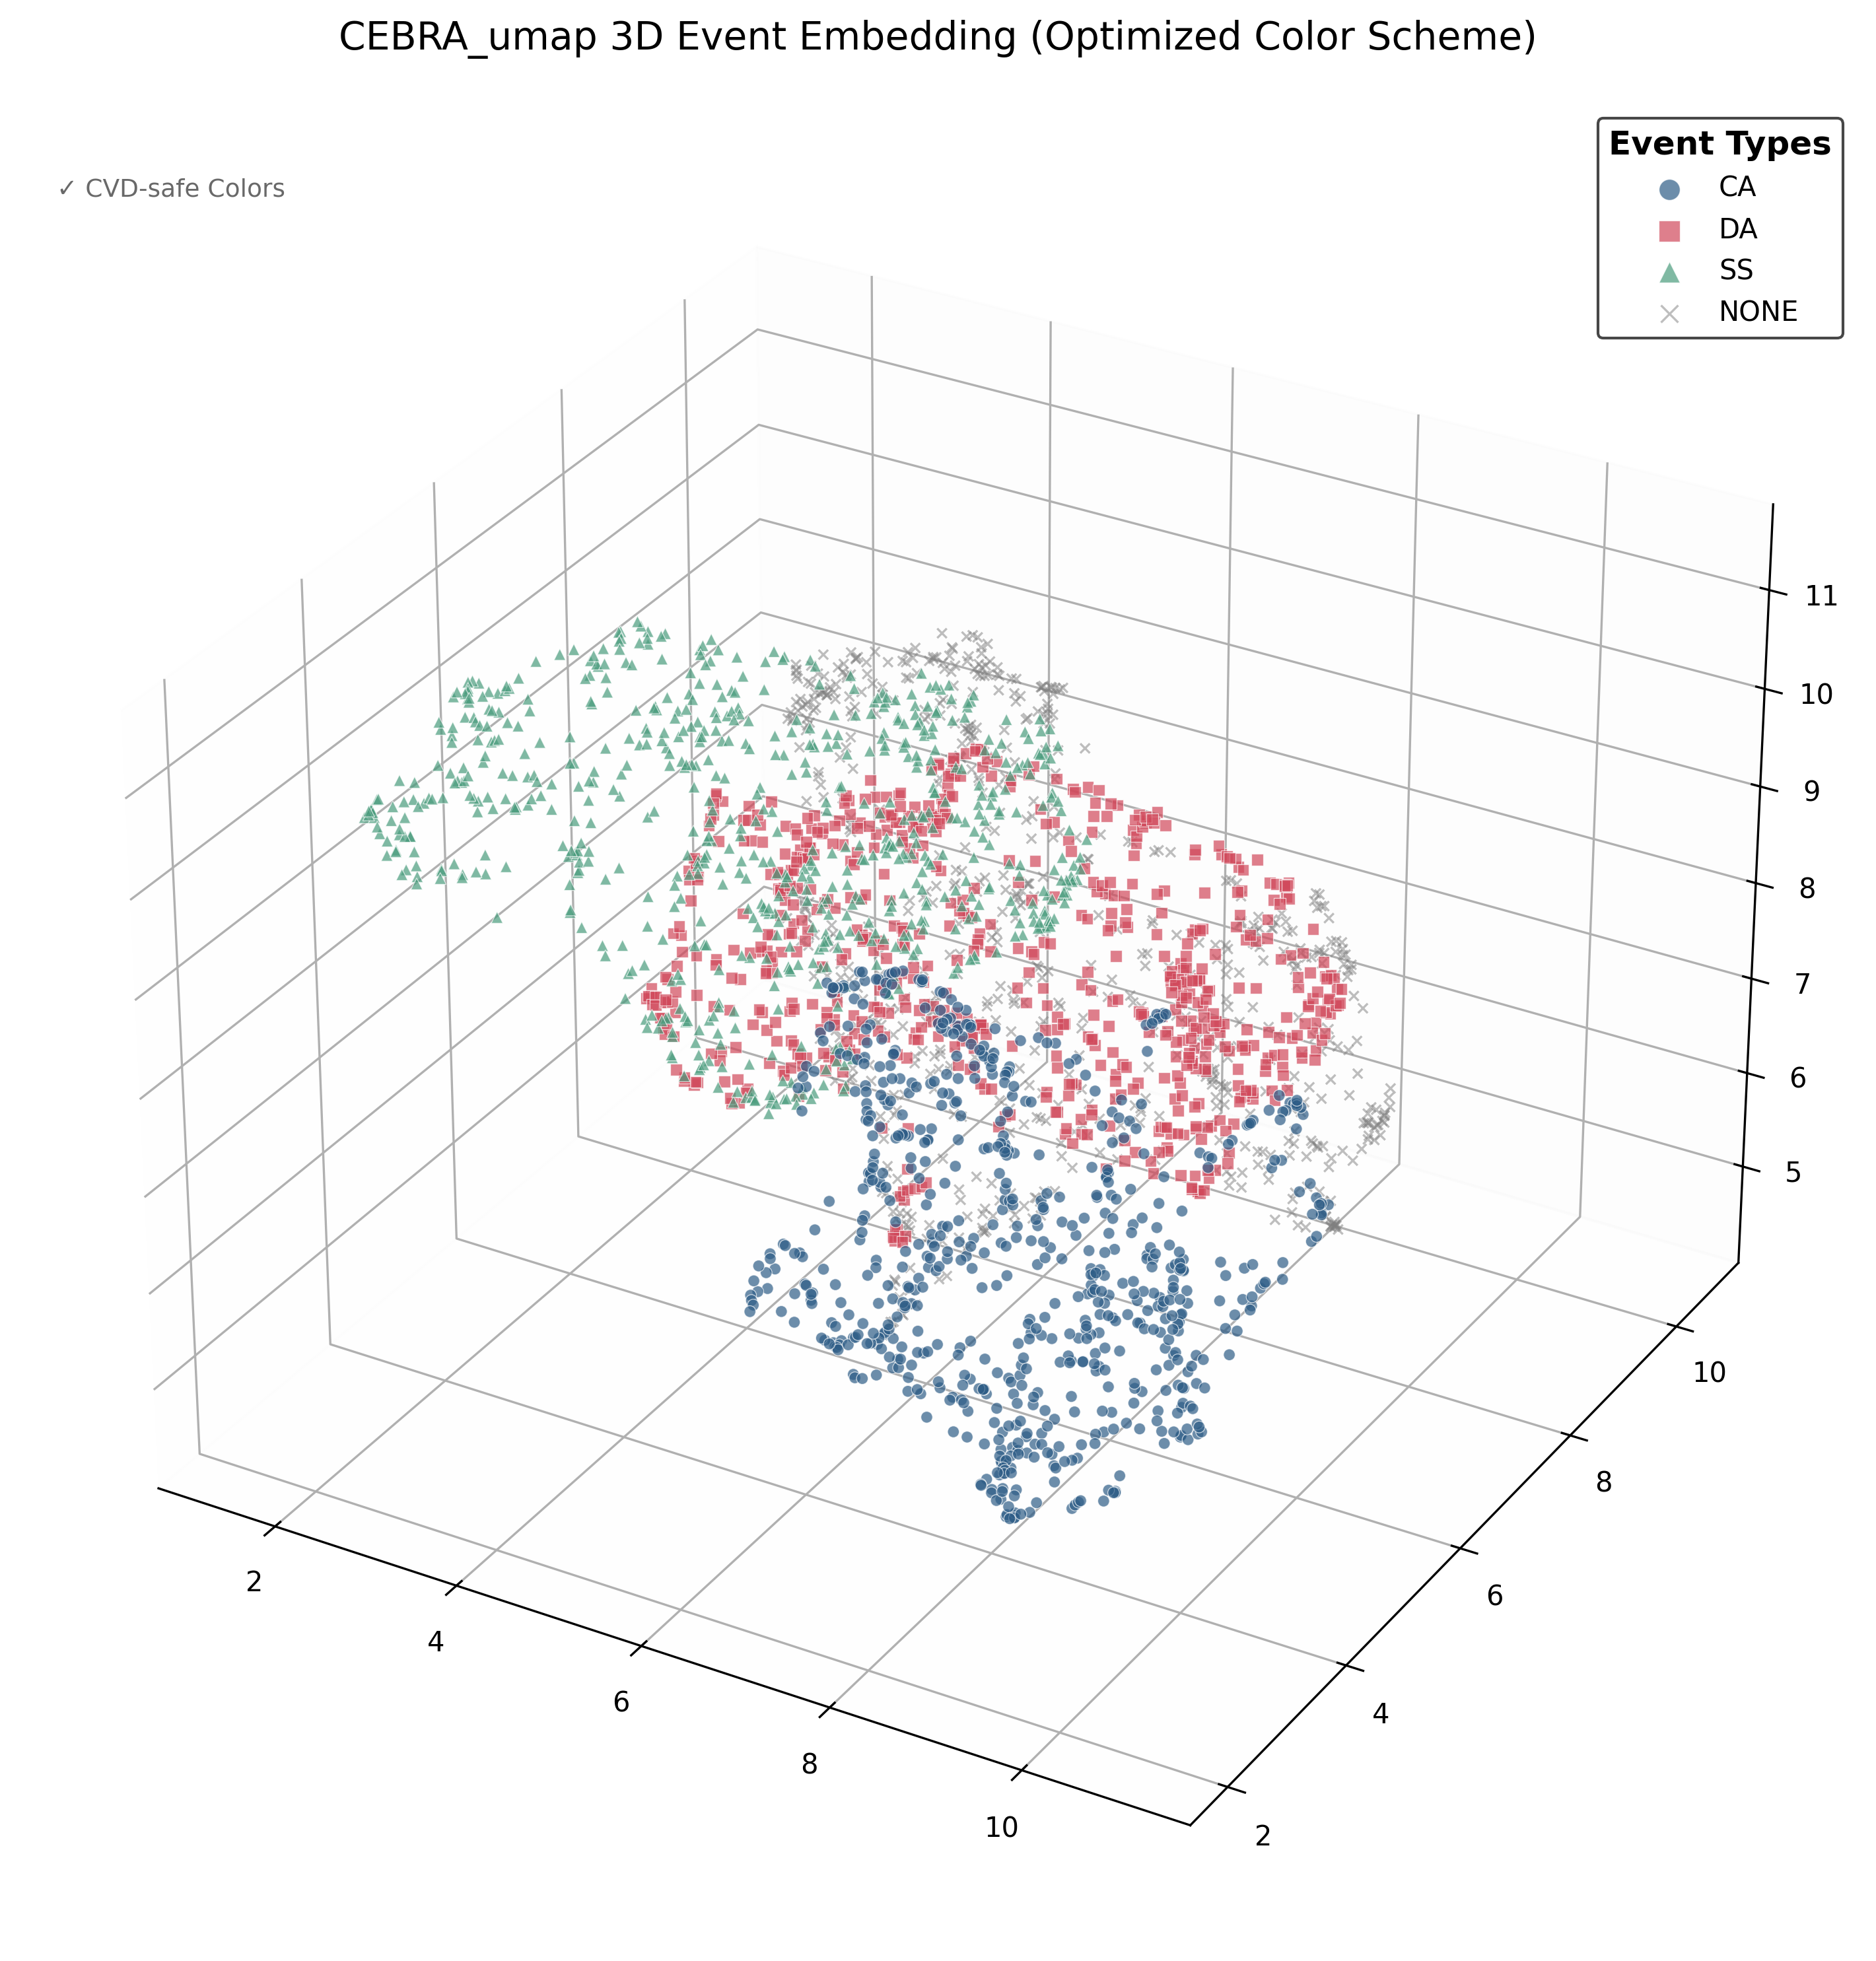 CEBRA_umap 3D Event Embedding (Optimized Color Scheme)
Event Types
CA
DA
SS
NONE
✓ CVD-safe Colors
11
10
9
8
7
6
5
10
8
6
4
2
2
4
6
8
10